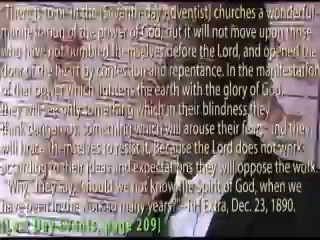 "There is to be in the [Seventh-day Adventist] churches a wonderful
manifestation of the power of God, but it will not move upon those
who have not humbled themselves before the Lord, and opened the
door of the heart by confession and repentance. In the manifestation
of that power which lightens the earth with the glory of God,
they will see only something which in their blindness they
think dangerous, something which will arouse their fears, and they
will brace themselves to resist it. Because the Lord does not work
according to their ideas and expectations they will oppose the work.
'Why,' they say, 'should we not know the Spirit of God, when we
have been in the work so many years?'"—RH Extra, Dec. 23, 1890.
[Last Day Events, page 209]